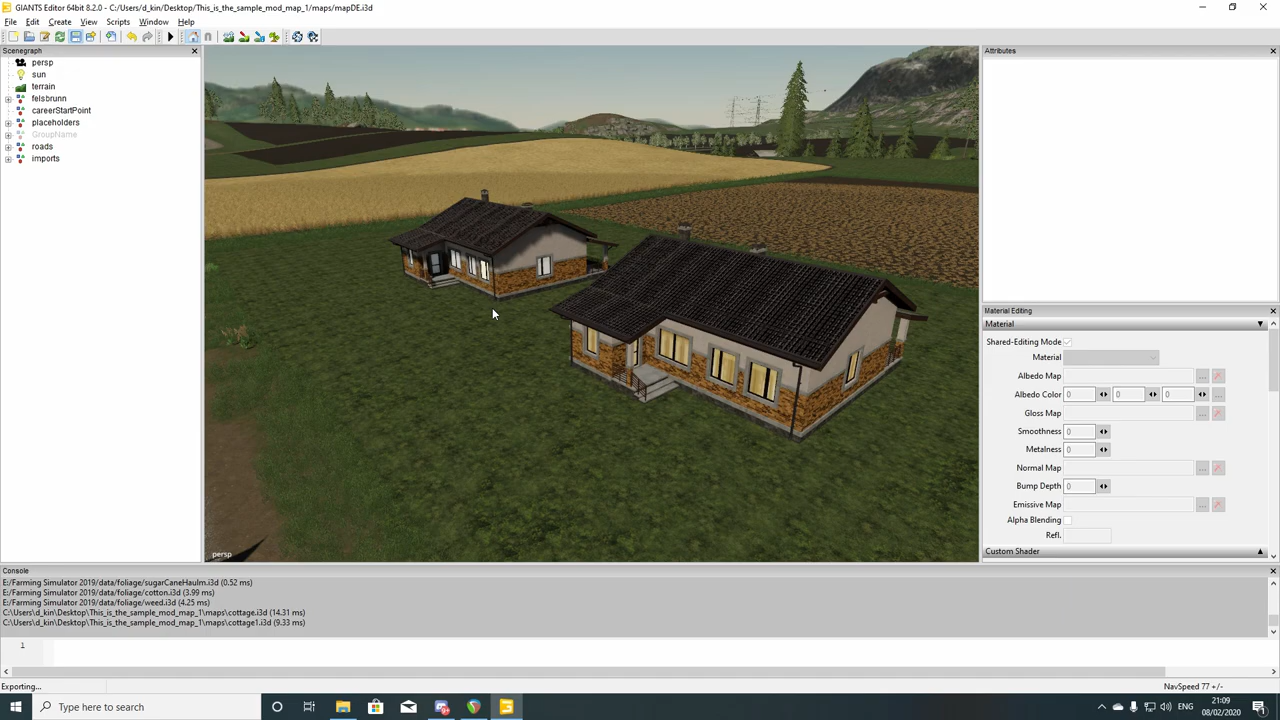 GIANTS Editor 64bit 8.2.0 - C:/Users/d_kin/Desktop/This_is_the_sample_mod_map_1/maps/mapDE.i3d
File Edit Create View Scripts Window Help
Scenegraph
persp
sun
terrain
felsbrunn
careerStartPoint
placeholders
GroupName
roads
imports
persp
Attributes
Material Editing
Material
Shared-Editing Mode
Material
Albedo Map
...
Albedo Color 0 0 0 ...
Gloss Map
...
Smoothness 0
Metalness 0
Normal Map
...
Bump Depth 0
Emissive Map
...
Alpha Blending
Refl.
Custom Shader
Console
E:/Farming Simulator 2019/data/foliage/sugarCaneHaulm.i3d (0.52 ms)
E:/Farming Simulator 2019/data/foliage/cotton.i3d (3.99 ms)
E:/Farming Simulator 2019/data/foliage/weed.i3d (4.25 ms)
C:\Users\d_kin\Desktop\This_is_the_sample_mod_map_1\maps\cottage.i3d (14.31 ms)
C:\Users\d_kin\Desktop\This_is_the_sample_mod_map_1\maps\cottage1.i3d (9.33 ms)
1
Exporting...
NavSpeed 77 +/-
Type here to search
ENG
21:09
08/02/2020
1